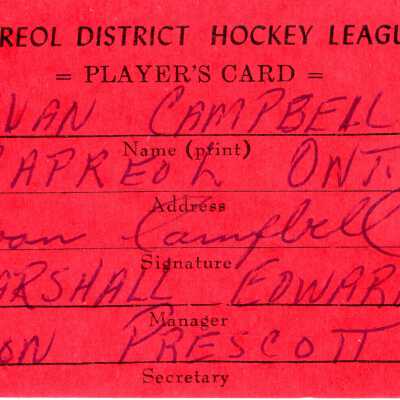 REOL DISTRICT HOCKEY LEAGU
= PLAYER'S CARD =
VAN CAMPBELL
Name (print)
CAPREOL ONT.
Address
van Campbell
Signature
ARSHALL EDWAR
Manager
ON PRESCOTT
Secretary